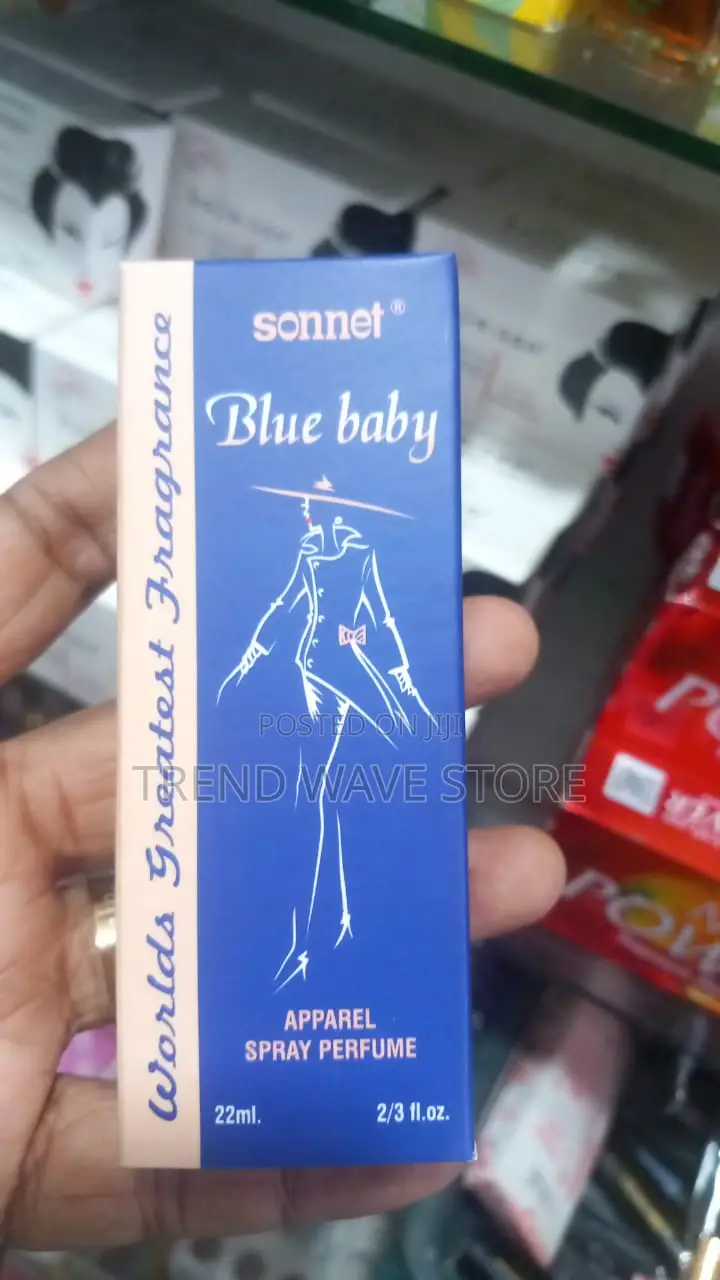 sonnet ®
Blue baby
Worlds Greatest Fragrance
POSTED ON JIJI
TREND WAVE STORE
APPAREL
SPRAY PERFUME
22ml. 2/3 fl.oz.